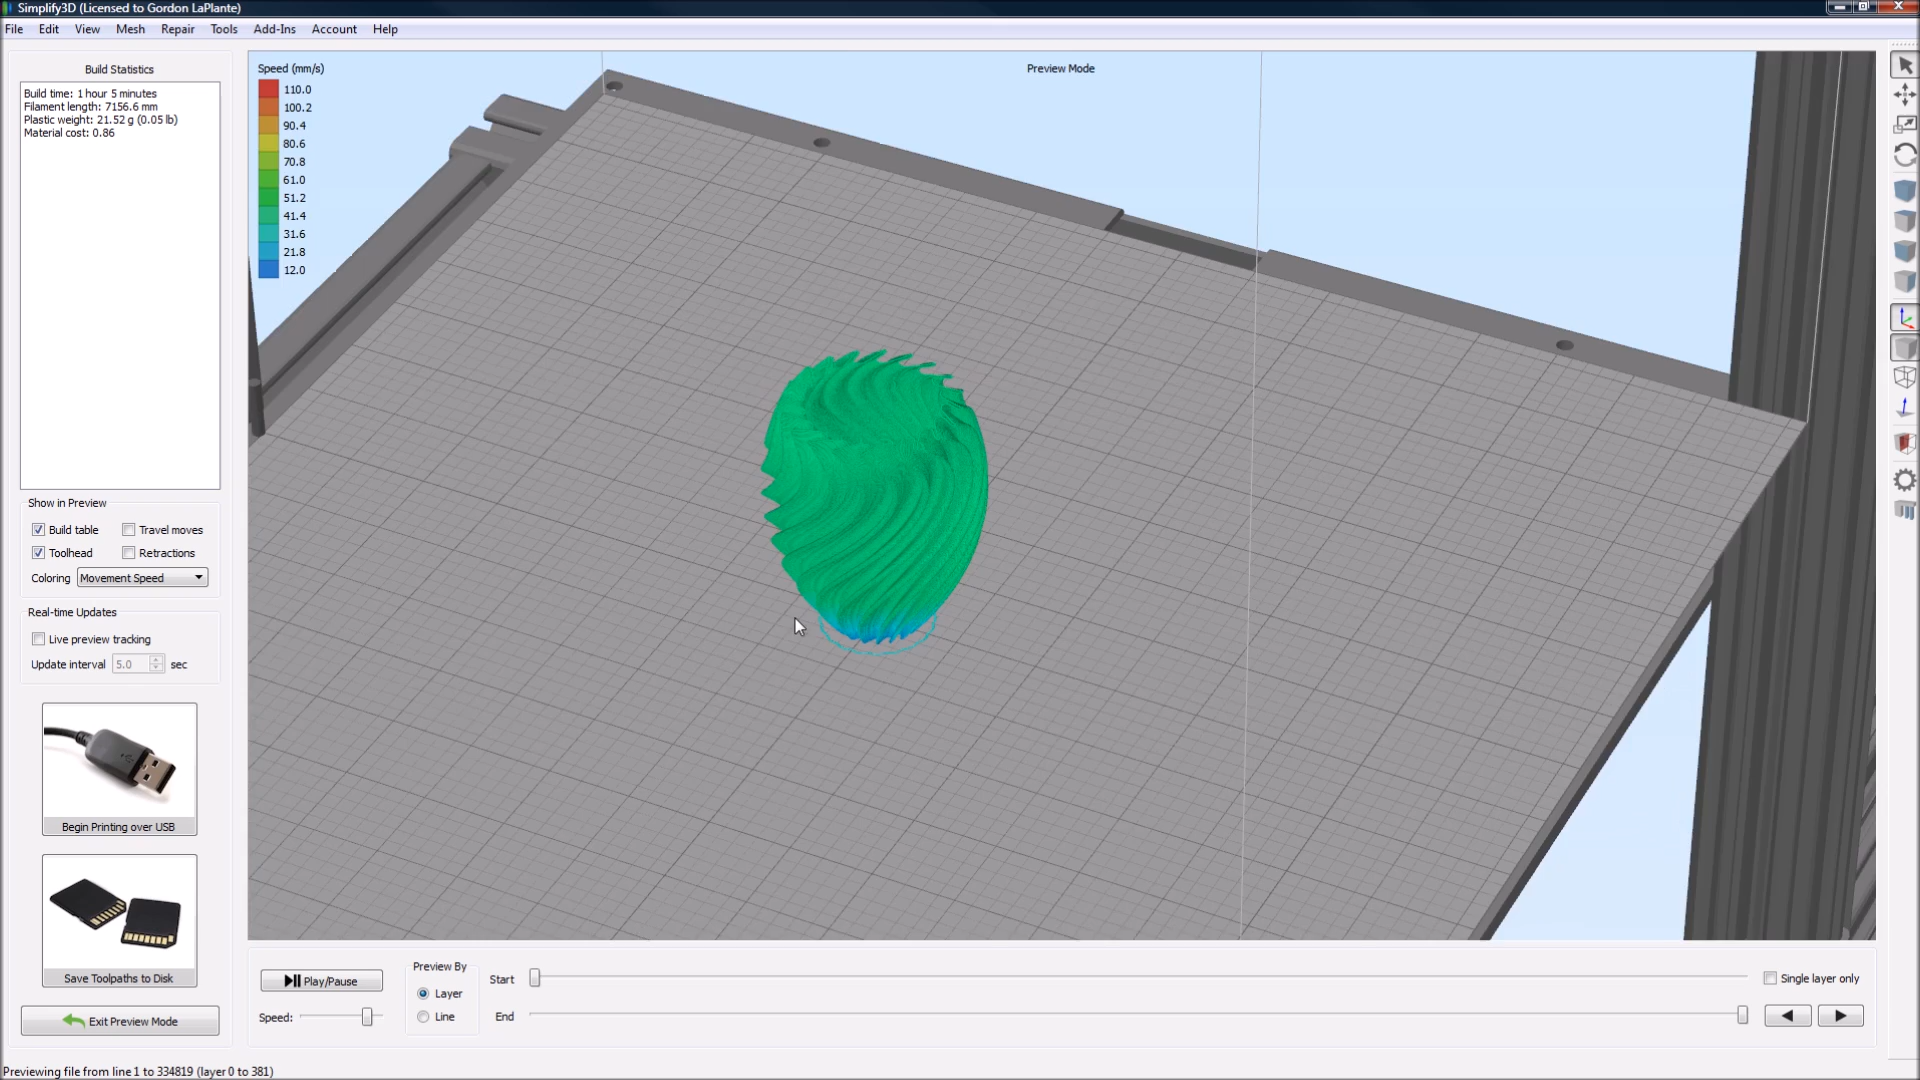 Simplify3D (Licensed to Gordon LaPlante)
File Edit View Mesh Repair Tools Add-Ins Account Help
Build Statistics
Build time: 1 hour 5 minutes
Filament length: 7156.6 mm
Plastic weight: 21.52 g (0.05 lb)
Material cost: 0.86
Show in Preview
Build table Travel moves
Toolhead Retractions
Coloring Movement Speed
Real-time Updates
Live preview tracking
Update interval 5.0 sec
Begin Printing over USB
Save Toolpaths to Disk
Exit Preview Mode
Speed (mm/s)
110.0
100.2
90.4
80.6
70.8
61.0
51.2
41.4
31.6
21.8
12.0
Preview Mode
Play/Pause
Speed:
Preview By
Layer
Line
Start
End
Single layer only
Previewing file from line 1 to 334819 (layer 0 to 381)